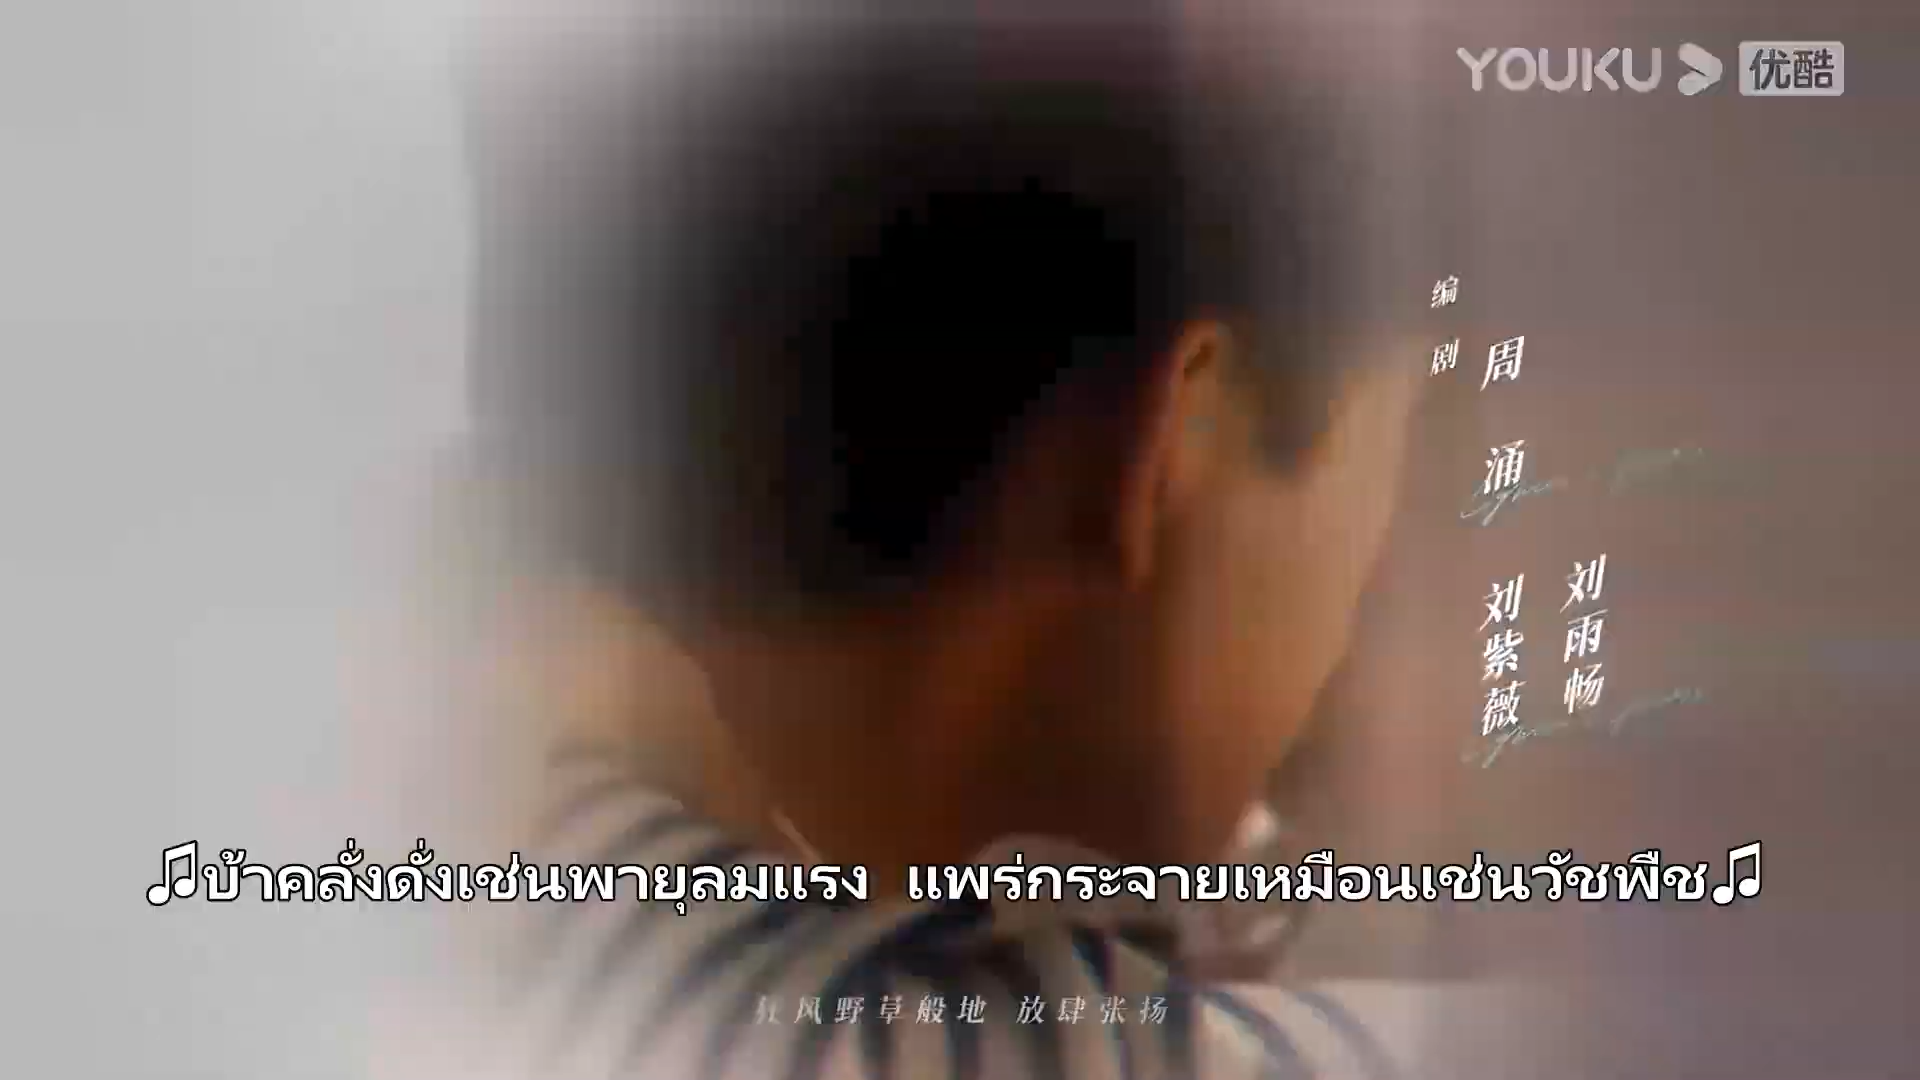 YOUKU 优酷
编剧
周涌
刘紫薇
刘雨畅
♫บ้าคลั่งดั่งเช่นพายุลมแรง แพร่กระจายเหมือนเช่นวัชพืช♫
狂风野草般地 放肆张扬